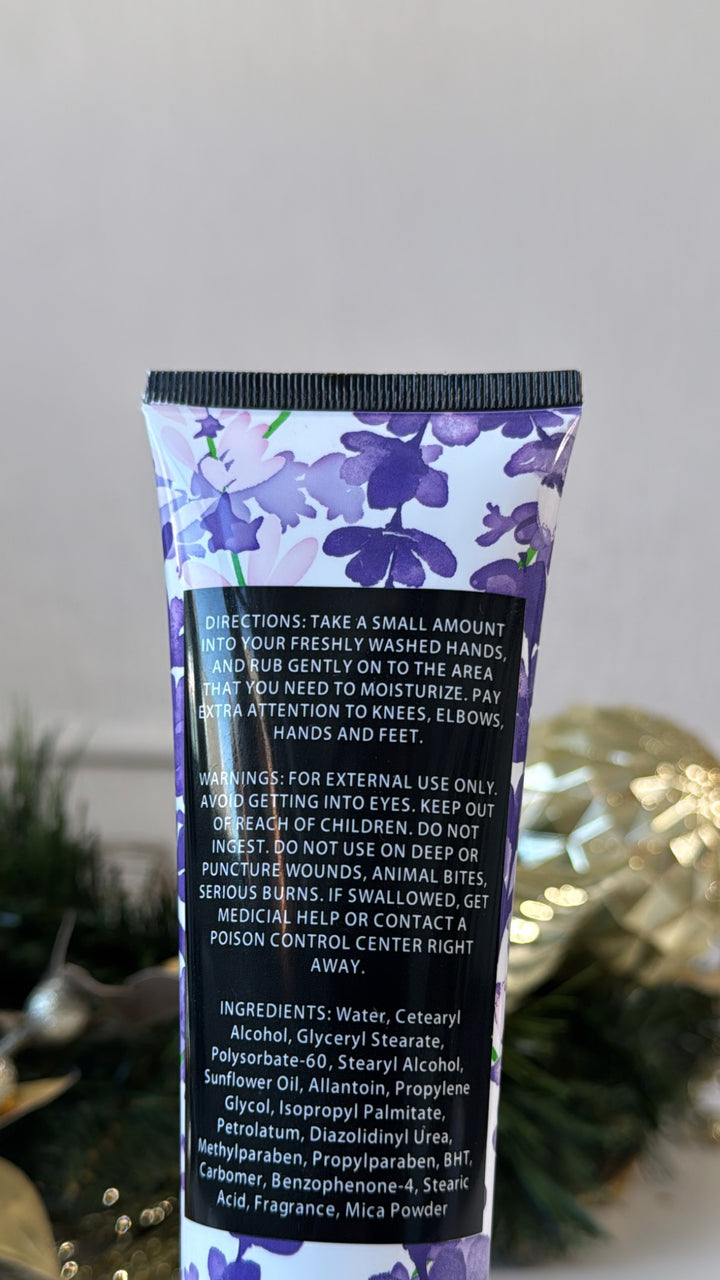 DIRECTIONS: TAKE A SMALL AMOUNT
INTO YOUR FRESHLY WASHED HANDS,
AND RUB GENTLY ON TO THE AREA
THAT YOU NEED TO MOISTURIZE. PAY
EXTRA ATTENTION TO KNEES, ELBOWS,
HANDS AND FEET.
WARNINGS: FOR EXTERNAL USE ONLY.
AVOID GETTING INTO EYES. KEEP OUT
OF REACH OF CHILDREN. DO NOT
INGEST. DO NOT USE ON DEEP OR
PUNCTURE WOUNDS, ANIMAL BITES,
SERIOUS BURNS. IF SWALLOWED, GET
MEDICIAL HELP OR CONTACT A
POISON CONTROL CENTER RIGHT
AWAY.
INGREDIENTS: Water, Cetearyl
Alcohol, Glyceryl Stearate,
Polysorbate-60, Stearyl Alcohol,
Sunflower Oil, Allantoin, Propylene
Glycol, Isopropyl Palmitate,
Petrolatum, Diazolidinyl Urea,
Methylparaben, Propylparaben, BHT,
Carbomer, Benzophenone-4, Stearic
Acid, Fragrance, Mica Powder